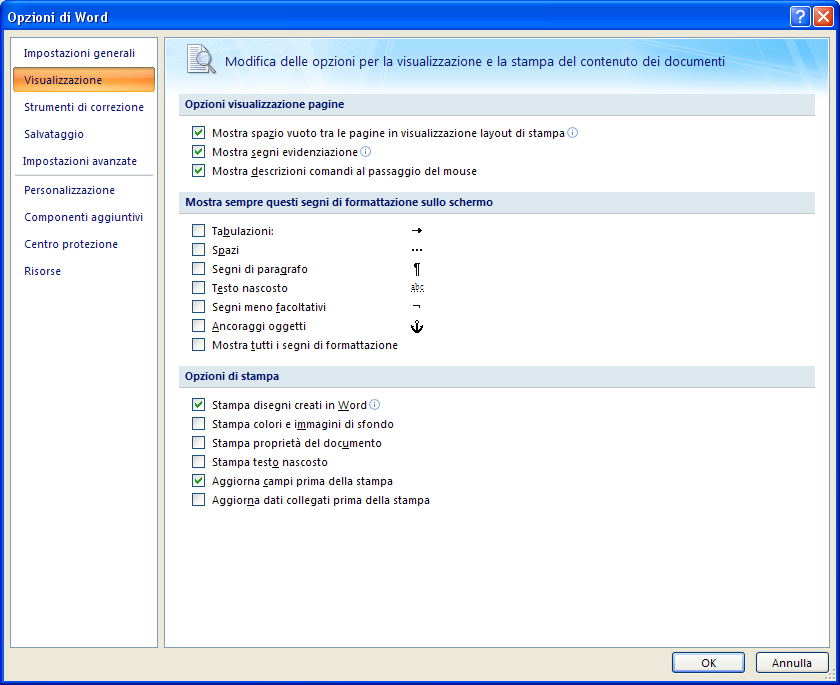 Opzioni di Word
Impostazioni generali
Visualizzazione
Strumenti di correzione
Salvataggio
Impostazioni avanzate
Personalizzazione
Componenti aggiuntivi
Centro protezione
Risorse
Modifica delle opzioni per la visualizzazione e la stampa del contenuto dei documenti
Opzioni visualizzazione pagine
Mostra spazio vuoto tra le pagine in visualizzazione layout di stampa
Mostra segni evidenziazione
Mostra descrizioni comandi al passaggio del mouse
Mostra sempre questi segni di formattazione sullo schermo
Tabulazioni: →
Spazi ···
Segni di paragrafo ¶
Testo nascosto abc
Segni meno facoltativi ¬
Ancoraggi oggetti
Mostra tutti i segni di formattazione
Opzioni di stampa
Stampa disegni creati in Word
Stampa colori e immagini di sfondo
Stampa proprietà del documento
Stampa testo nascosto
Aggiorna campi prima della stampa
Aggiorna dati collegati prima della stampa
OK
Annulla